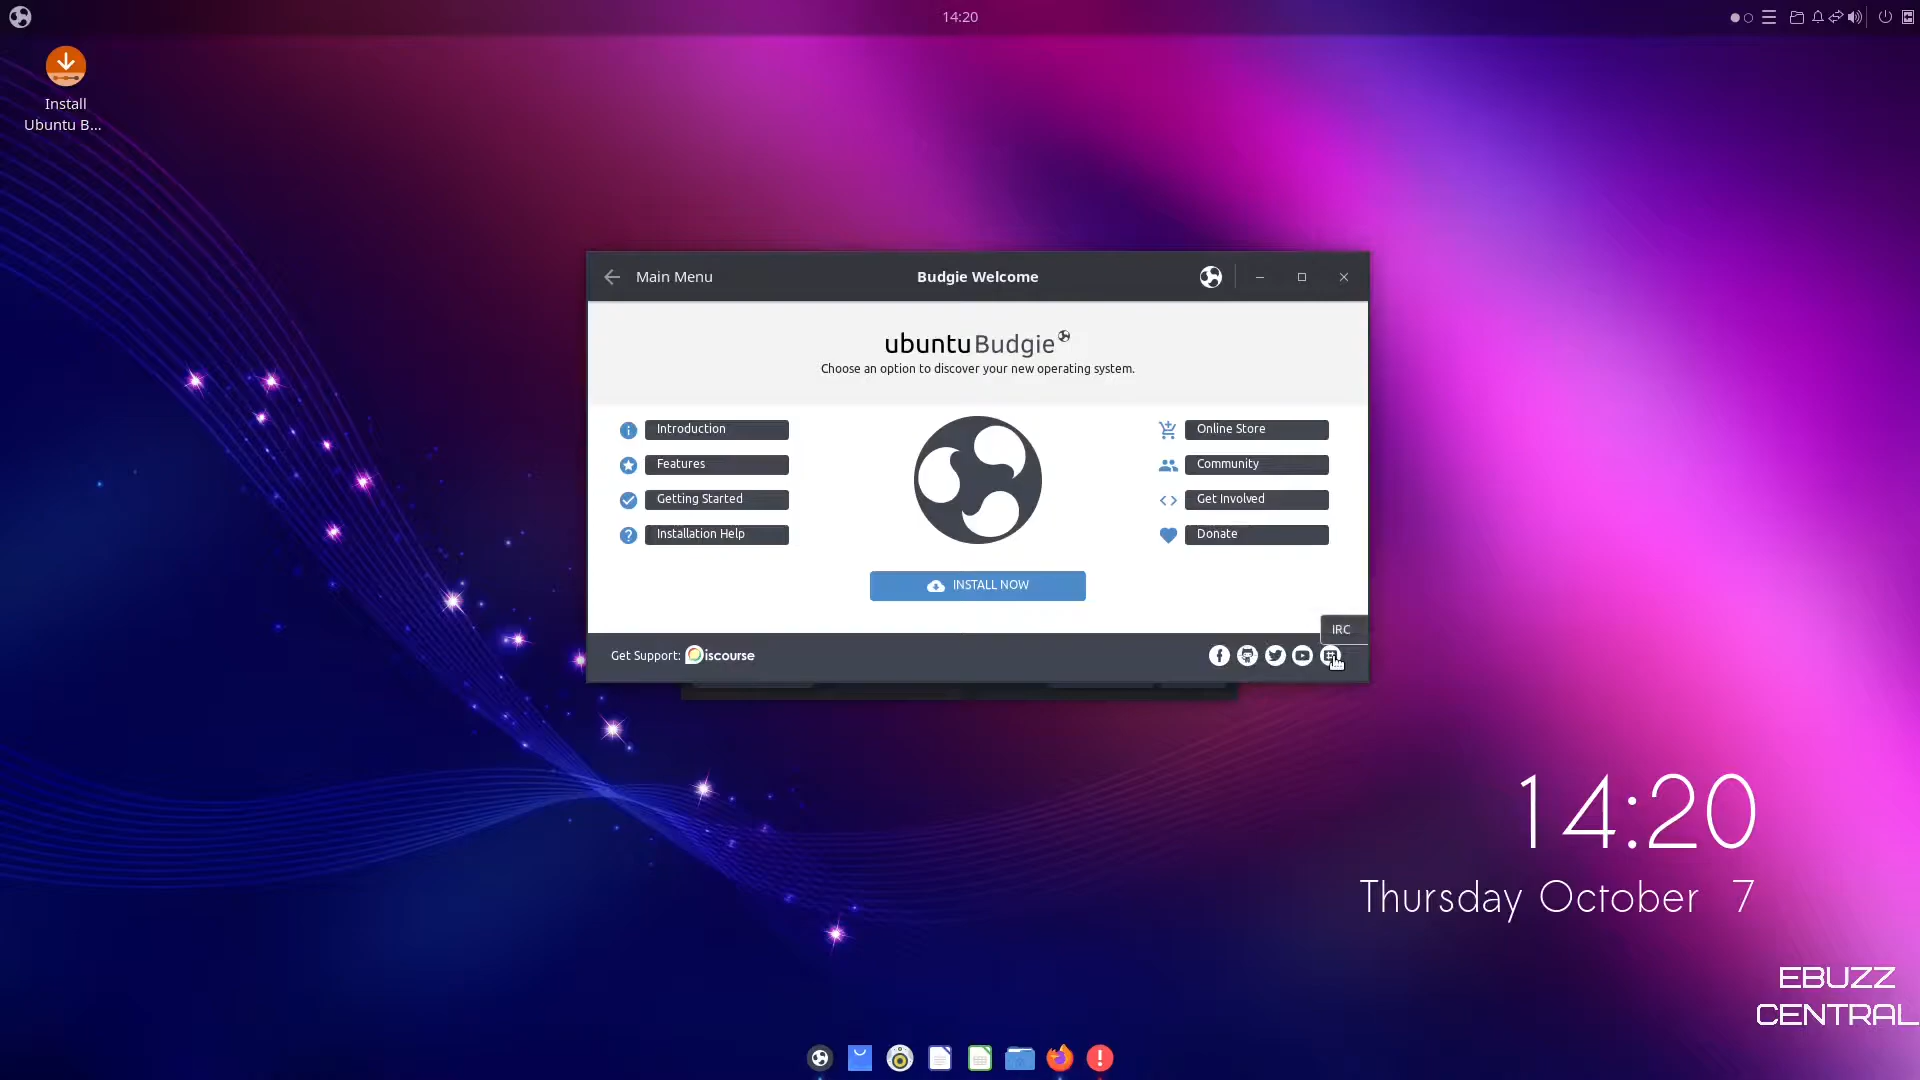 14:20
Install
Ubuntu B...
Main Menu
Budgie Welcome
ubuntu Budgie
Choose an option to discover your new operating system.
Introduction
Features
Getting Started
Installation Help
Online Store
Community
Get Involved
Donate
INSTALL NOW
IRC
Get Support: Discourse
14:20
Thursday October 7
EBUZZ
CENTRAL